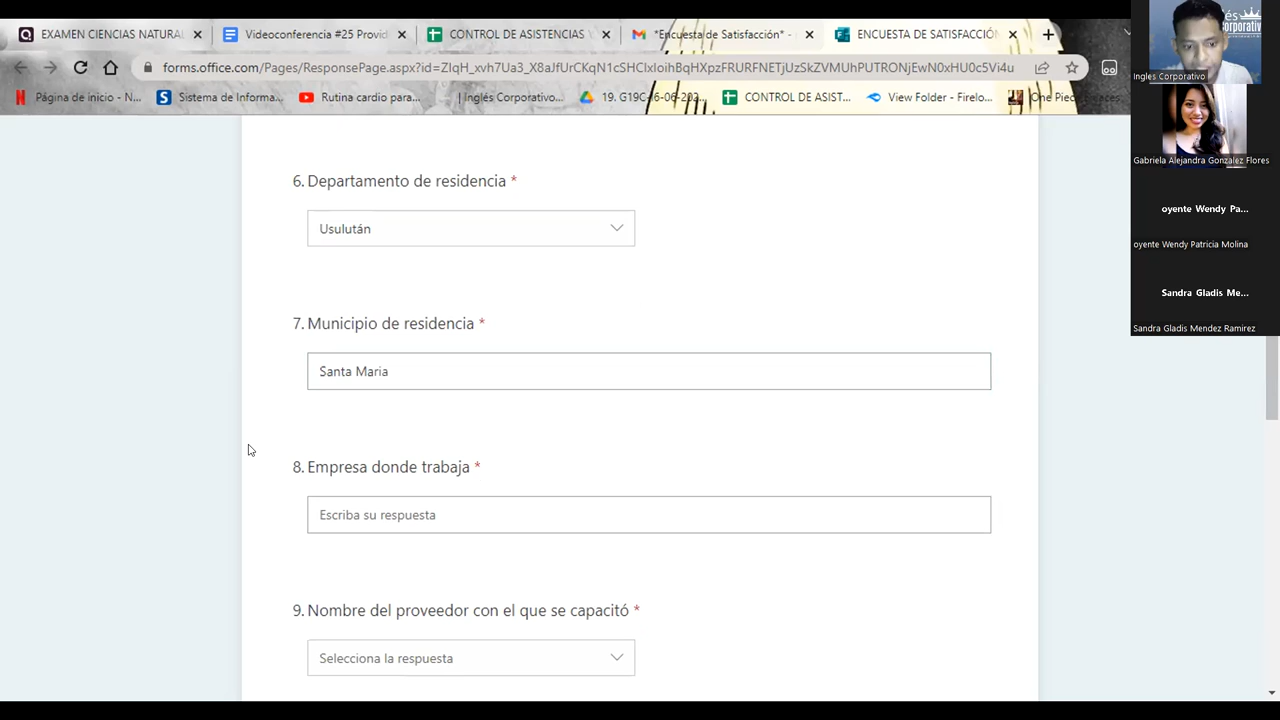 EXAMEN CIENCIAS NATURAL
Videoconferencia #25 Provid
CONTROL DE ASISTENCIAS
*Encuesta de Satisfacción* -
ENCUESTA DE SATISFACCIÓN
forms.office.com/Pages/ResponsePage.aspx?id=ZIqH_xvh7Ua3_X8aJfUrCKqN1cSHCIxIoihBqHXpzFRURFNETjUzSkZVMUhPUTRONjEwN0xHU0c5Vi4u
Página de inicio - N...
Sistema de Informa...
Rutina cardio para...
| Inglés Corporativo...
19. G19C
CONTROL DE ASIST...
View Folder - Firelo...
Ingles Corporativo
Gabriela Alejandra Gonzalez Flores
oyente Wendy Pa...
oyente Wendy Patricia Molina
Sandra Gladis Me...
Sandra Gladis Mendez Ramirez
6. Departamento de residencia *
Usulután
7. Municipio de residencia *
Santa Maria
8. Empresa donde trabaja *
Escriba su respuesta
9. Nombre del proveedor con el que se capacitó *
Selecciona la respuesta